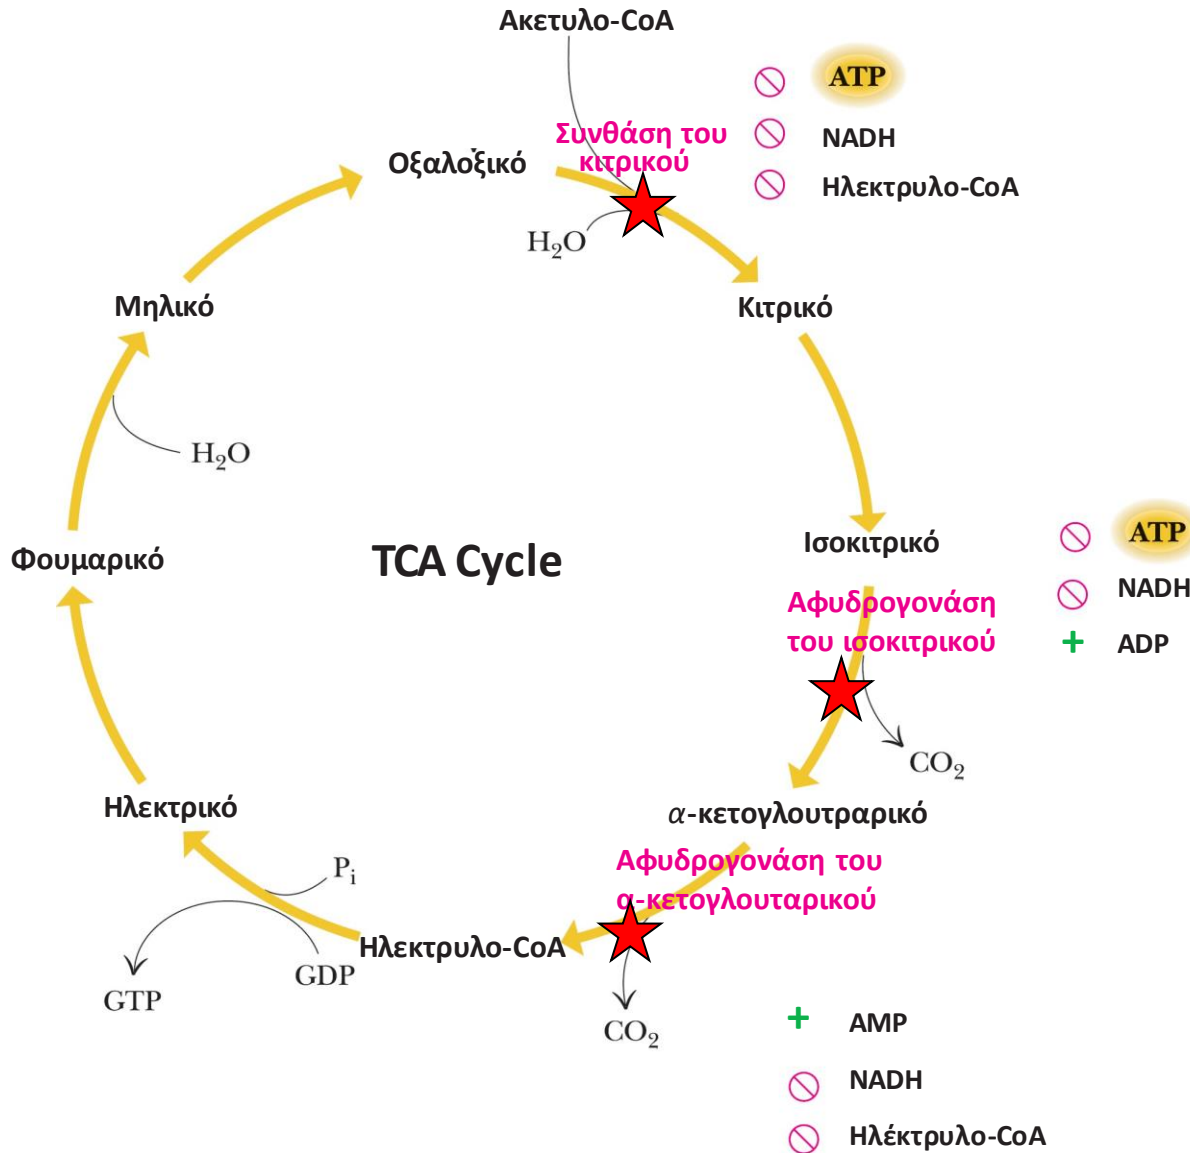 Ακετυλο-CoA
ATP
Συνθάση του
κιτρικού
NADH
Οξαλοξικό
Ηλεκτρυλο-CoA
H₂O
Μηλικό
Κιτρικό
H₂O
ATP
Ισοκιτρικό
Φουμαρικό
TCA Cycle
NADH
Αφυδρογονάση
του ισοκιτρικού
+ ADP
CO₂
Ηλεκτρικό
α-κετογλουτραρικό
Αφυδρογονάση του
α-κετογλουταρικού
Pᵢ
Ηλεκτρυλο-CoA
GDP
GTP
CO₂
+ AMP
NADH
Ηλέκτρυλο-CoA